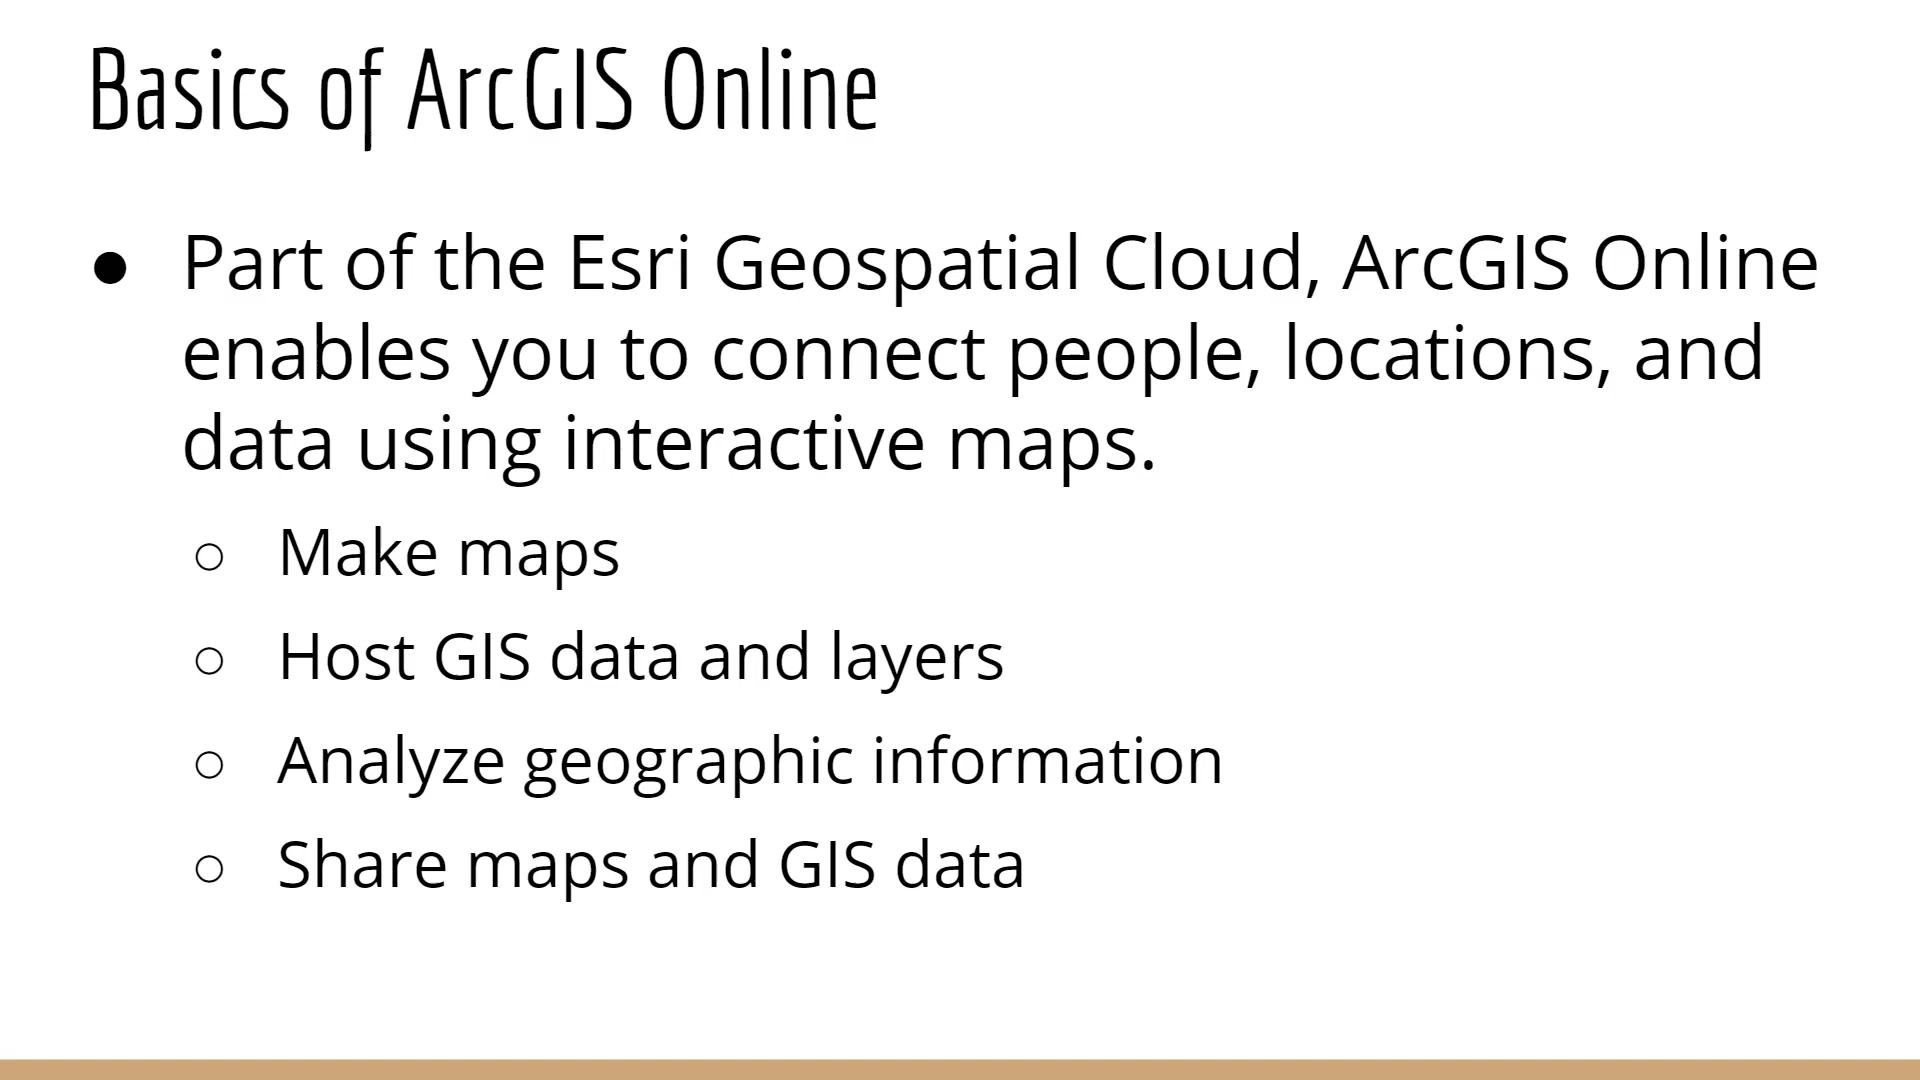 Basics of ArcGIS Online
● Part of the Esri Geospatial Cloud, ArcGIS Online
enables you to connect people, locations, and
data using interactive maps.
○ Make maps
○ Host GIS data and layers
○ Analyze geographic information
○ Share maps and GIS data